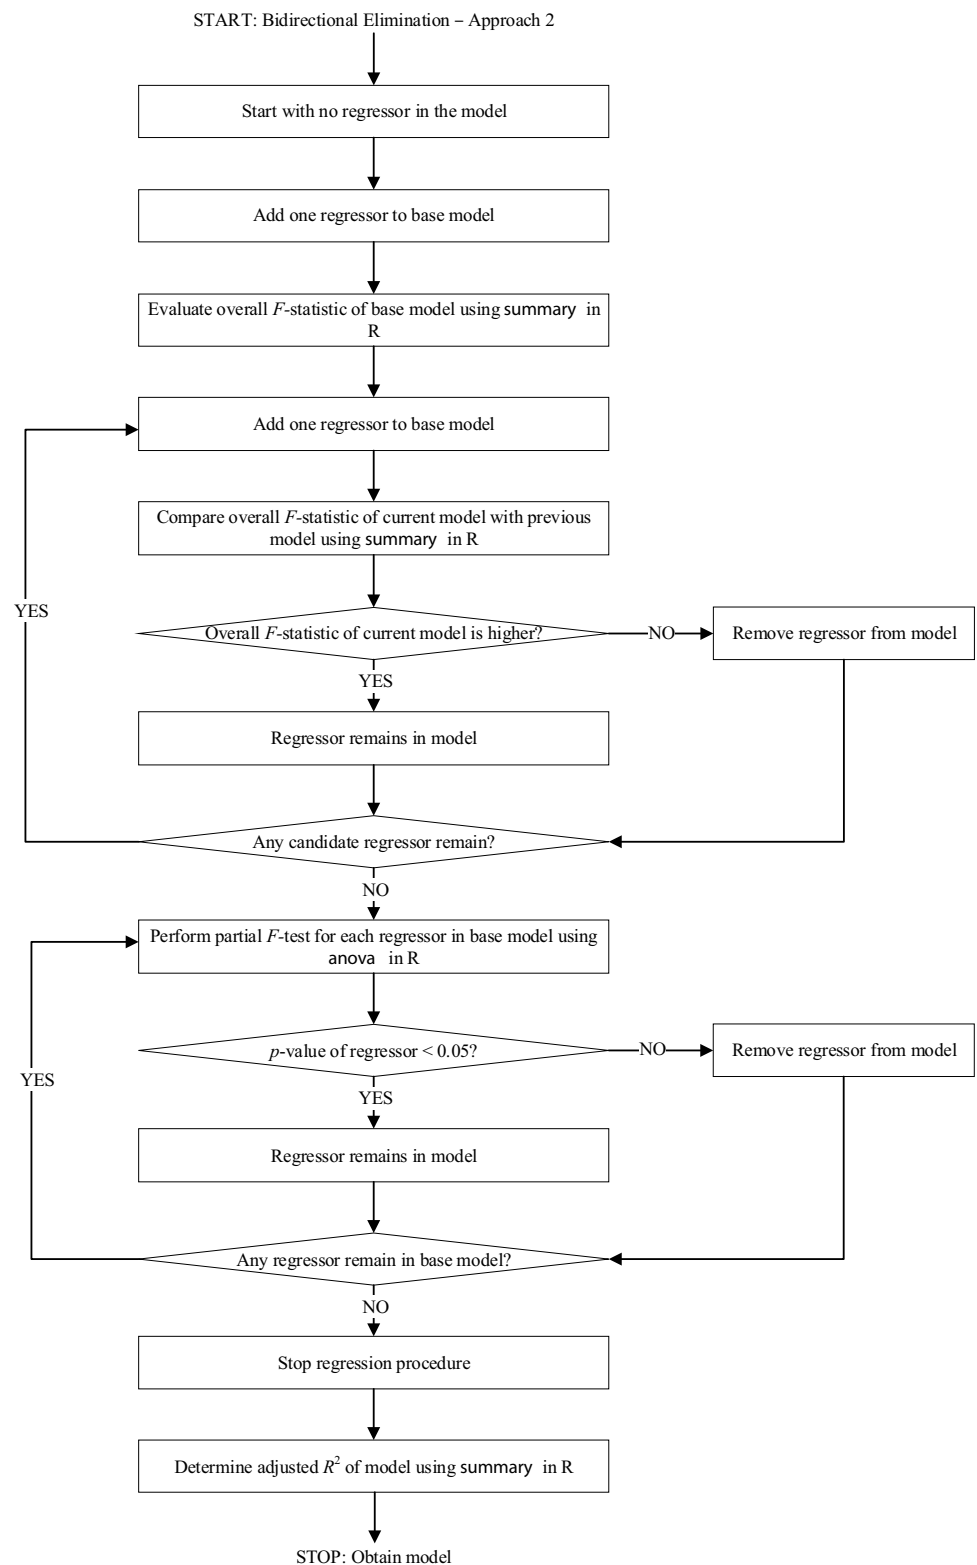 START: Bidirectional Elimination – Approach 2
Start with no regressor in the model
Add one regressor to base model
Evaluate overall F-statistic of base model using summary in
R
Add one regressor to base model
Compare overall F-statistic of current model with previous
model using summary in R
YES
Overall F-statistic of current model is higher?
NO
Remove regressor from model
YES
Regressor remains in model
Any candidate regressor remain?
NO
Perform partial F-test for each regressor in base model using
anova in R
p-value of regressor < 0.05?
NO
Remove regressor from model
YES
YES
Regressor remains in model
Any regressor remain in base model?
NO
Stop regression procedure
Determine adjusted R² of model using summary in R
STOP: Obtain model